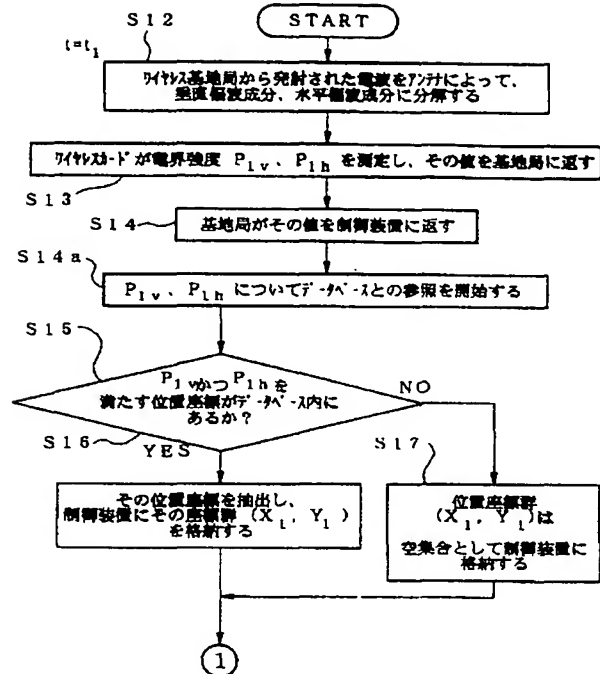 START
S12
t=t1
ワイヤレス基地局から発射された電波をアンテナによって、
垂直偏波成分、水平偏波成分に分解する
ワイヤレスカードが電界強度 P1v、P1h を測定し、その値を基地局に返す
S13
S14
基地局がその値を制御装置に返す
S14a
P1v、P1h についてデータベースとの参照を開始する
S15
P1vかつP1hを
満たす位置座標がデータベース内に
あるか?
NO
S16
YES
S17
その位置座標を抽出し、
制御装置にその座標群 (X1, Y1)
を格納する
位置座標群
(X1, Y1)は
空集合として制御装置に
格納する
1